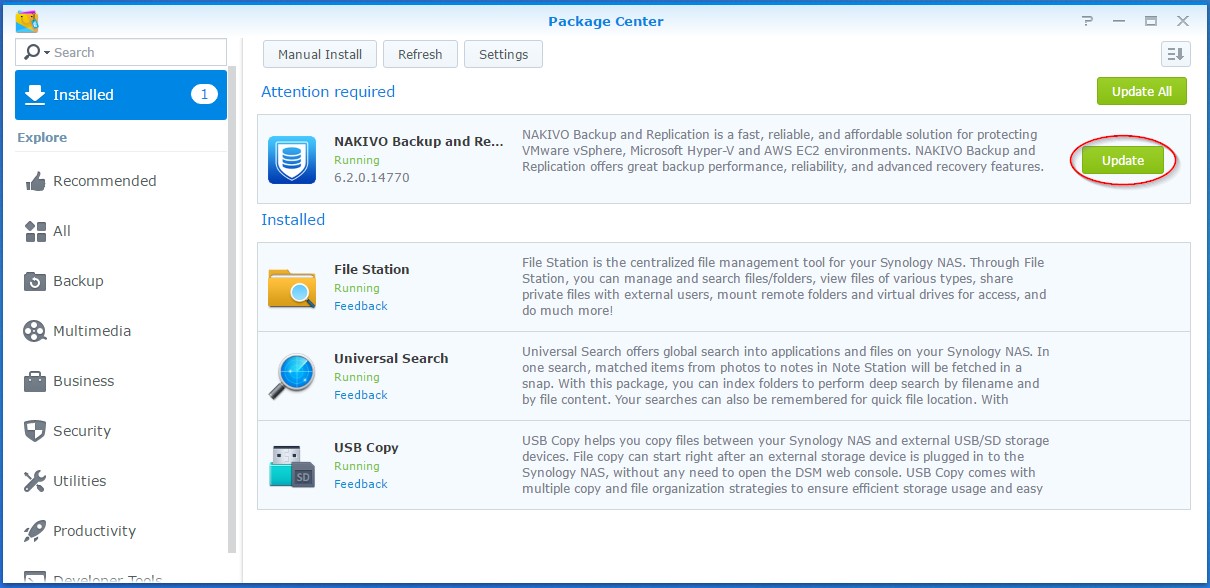 Package Center
Search
Manual Install
Refresh
Settings
Installed
1
Explore
Recommended
All
Backup
Multimedia
Business
Security
Utilities
Productivity
Developer Tools
Attention required
Update All
NAKIVO Backup and Re...
Running
6.2.0.14770
NAKIVO Backup and Replication is a fast, reliable, and affordable solution for protecting
VMware vSphere, Microsoft Hyper-V and AWS EC2 environments. NAKIVO Backup and
Replication offers great backup performance, reliability, and advanced recovery features.
Update
Installed
File Station
Running
Feedback
File Station is the centralized file management tool for your Synology NAS. Through File
Station, you can manage and search files/folders, view files of various types, share
private files with external users, mount remote folders and virtual drives for access, and
do much more!
Universal Search
Running
Feedback
Universal Search offers global search into applications and files on your Synology NAS. In
one search, matched items from photos to notes in Note Station will be fetched in a
snap. With this package, you can index folders to perform deep search by filename and
by file content. Your searches can also be remembered for quick file location. With
SD
USB Copy
Running
Feedback
USB Copy helps you copy files between your Synology NAS and external USB/SD storage
devices. File copy can start right after an external storage device is plugged in to the
Synology NAS, without any need to open the DSM web console. USB Copy comes with
multiple copy and file organization strategies to ensure efficient storage usage and easy